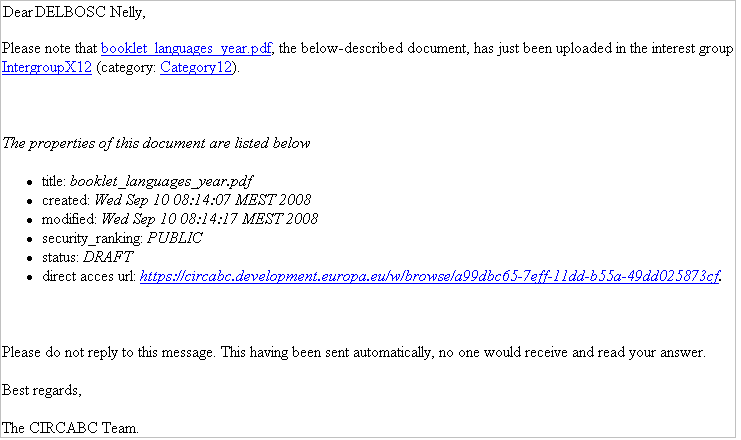 Dear DELBOSC Nelly,
Please note that booklet_languages_year.pdf, the below-described document, has just been uploaded in the interest group
IntergroupX12 (category: Category12).
The properties of this document are listed below
• title: booklet_languages_year.pdf
• created: Wed Sep 10 08:14:07 MEST 2008
• modified: Wed Sep 10 08:14:17 MEST 2008
• security_ranking: PUBLIC
• status: DRAFT
• direct acces url: https://circabc.development.europa.eu/w/browse/a99dbc65-7eff-11dd-b55a-49dd025873cf.
Please do not reply to this message. This having been sent automatically, no one would receive and read your answer.
Best regards,
The CIRCABC Team.